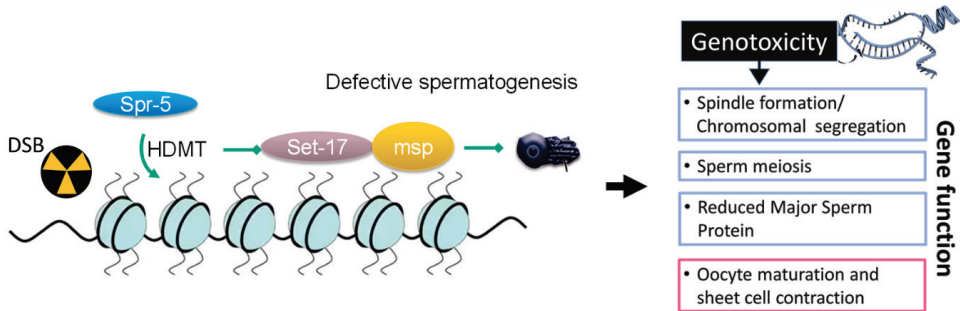 Defective spermatogenesis
Spr-5
DSB
HDMT
Set-17
msp
Genotoxicity
• Spindle formation/
Chromosomal segregation
• Sperm meiosis
• Reduced Major Sperm
Protein
• Oocyte maturation and
sheet cell contraction
Gene function